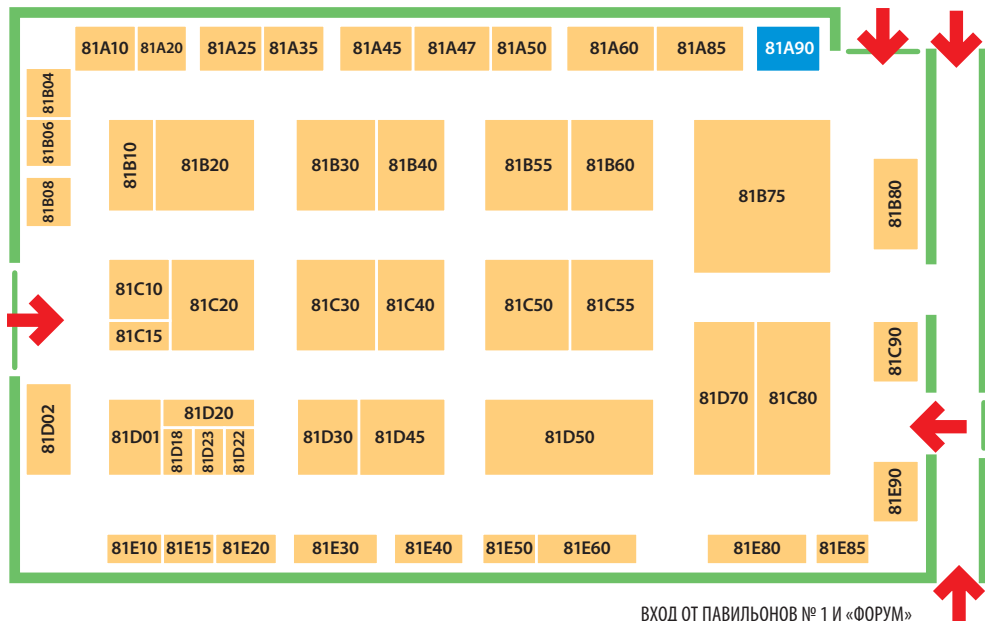 81A10 81A20 81A25 81A35 81A45 81A47 81A50 81A60 81A85 81A90
81B04
81B06
81B08
81B10 81B20 81B30 81B40 81B55 81B60 81B75 81B80
81C10 81C20 81C30 81C40 81C50 81C55
81C15
81C90
81D70 81C80
81D02 81D01 81D20 81D30 81D45 81D50
81D18 81D23 81D22
81E90
81E10 81E15 81E20 81E30 81E40 81E50 81E60 81E80 81E85
ВХОД ОТ ПАВИЛЬОНОВ № 1 И «ФОРУМ»